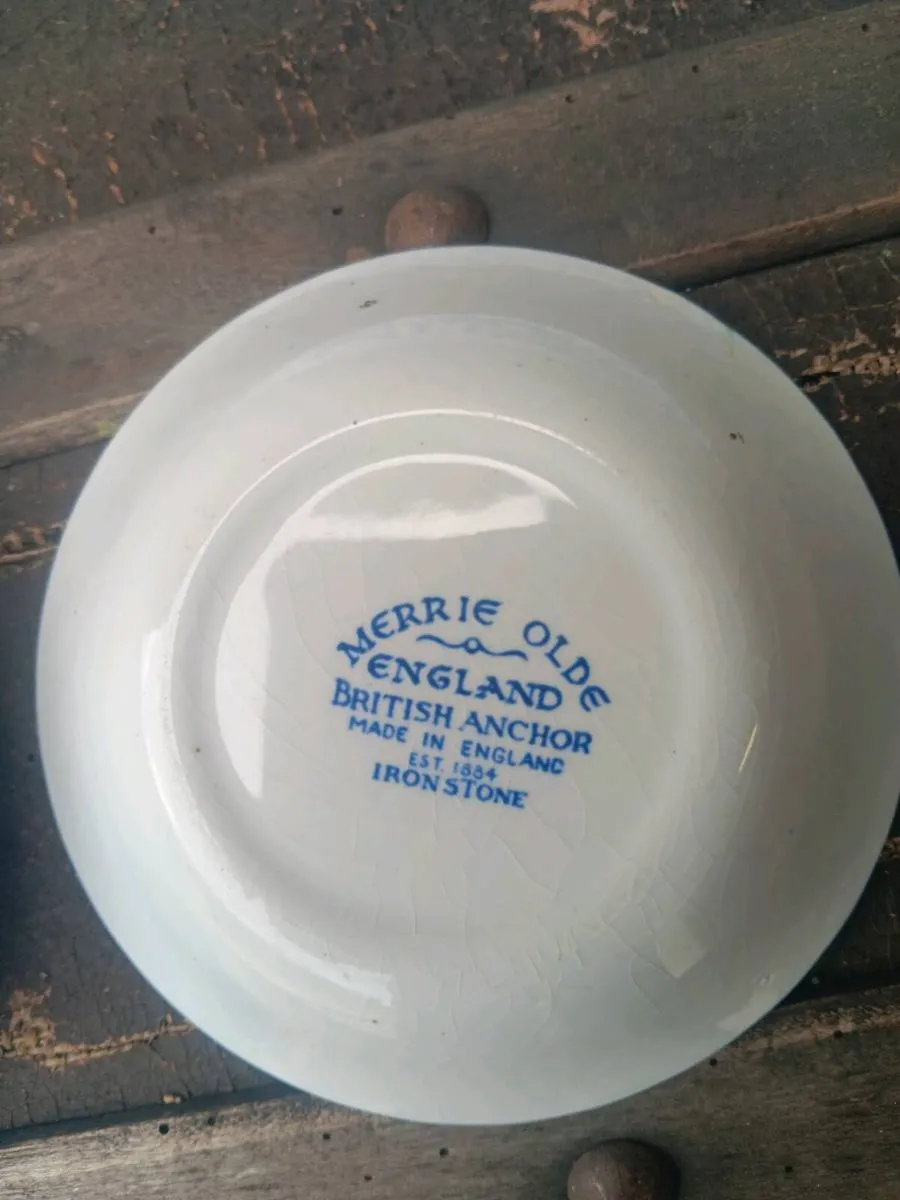 MERRIE OLDE
ENGLAND
BRITISH ANCHOR
MADE IN ENGLAND
EST. 1884
IRONSTONE